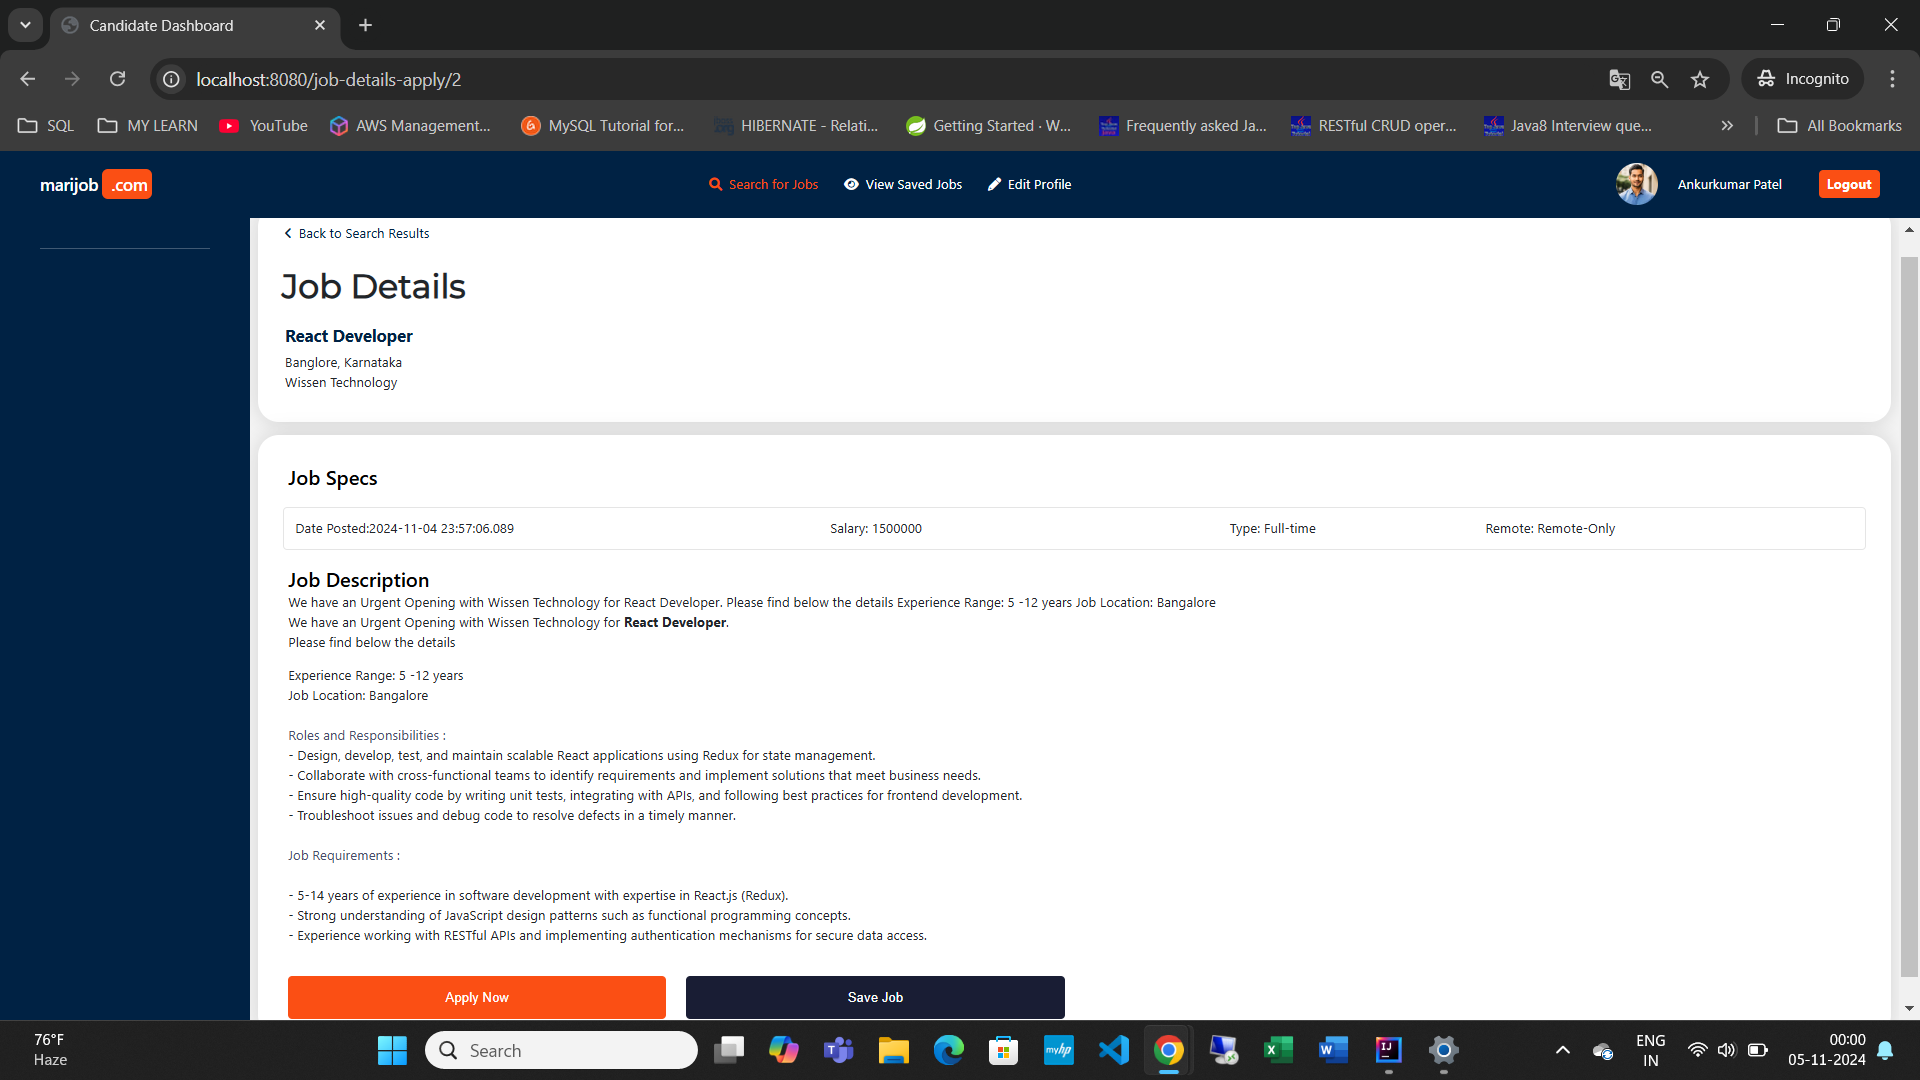 Candidate Dashboard
localhost:8080/job-details-apply/2
Incognito
SQL
MY LEARN
YouTube
AWS Management...
MySQL Tutorial for...
HIBERNATE - Relati...
Getting Started · W...
Frequently asked Ja...
RESTful CRUD oper...
Java8 Interview que...
All Bookmarks
marijob .com
Search for Jobs
View Saved Jobs
Edit Profile
Ankurkumar Patel
Logout
Back to Search Results
Job Details
React Developer
Banglore, Karnataka
Wissen Technology
Job Specs
Date Posted:2024-11-04 23:57:06.089
Salary: 1500000
Type: Full-time
Remote: Remote-Only
Job Description
We have an Urgent Opening with Wissen Technology for React Developer. Please find below the details Experience Range: 5 -12 years Job Location: Bangalore
We have an Urgent Opening with Wissen Technology for React Developer.
Please find below the details
Experience Range: 5 -12 years
Job Location: Bangalore
Roles and Responsibilities :
- Design, develop, test, and maintain scalable React applications using Redux for state management.
- Collaborate with cross-functional teams to identify requirements and implement solutions that meet business needs.
- Ensure high-quality code by writing unit tests, integrating with APIs, and following best practices for frontend development.
- Troubleshoot issues and debug code to resolve defects in a timely manner.
Job Requirements :
- 5-14 years of experience in software development with expertise in React.js (Redux).
- Strong understanding of JavaScript design patterns such as functional programming concepts.
- Experience working with RESTful APIs and implementing authentication mechanisms for secure data access.
Apply Now
Save Job
76°F
Haze
Search
myhp
ENG
IN
00:00
05-11-2024